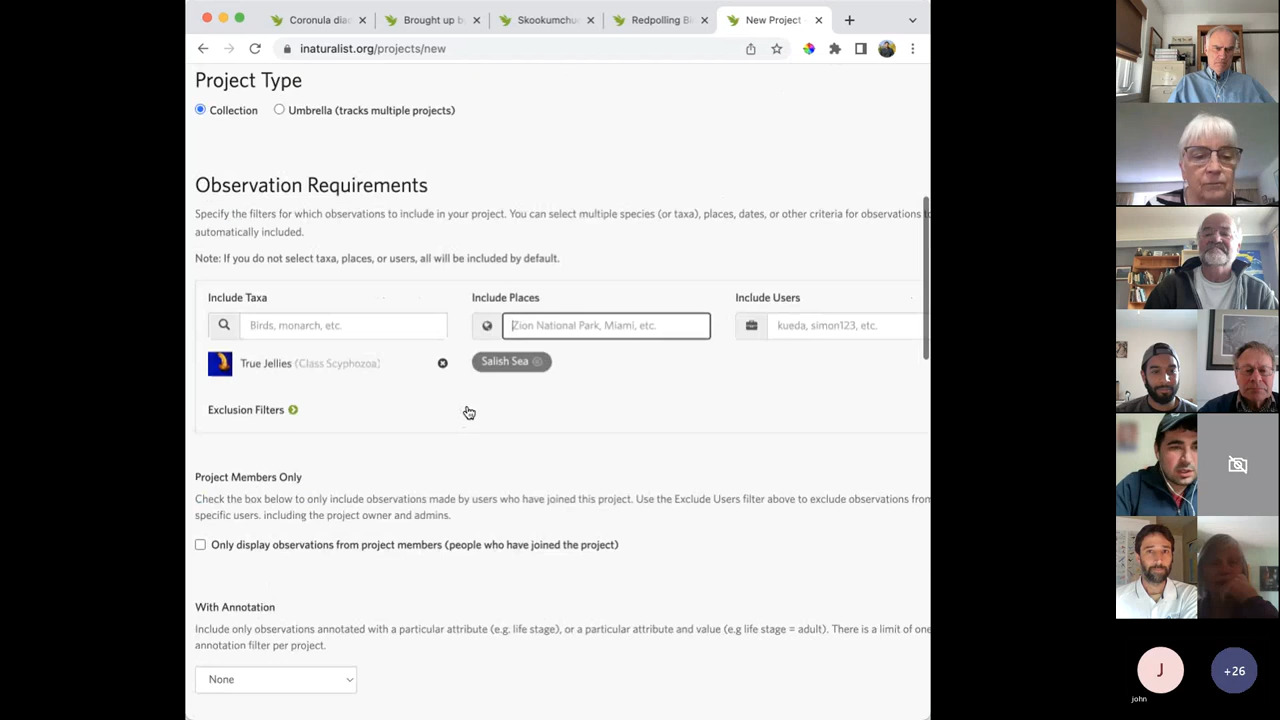 Coronula dia
Brought up b
Skookumchu
Redpolling Bi
New Project
inaturalist.org/projects/new
Project Type
Collection
Umbrella (tracks multiple projects)
Observation Requirements
Specify the filters for which observations to include in your project. You can select multiple species (or taxa), places, dates, or other criteria for observations t
automatically included.
Note: If you do not select taxa, places, or users, all will be included by default.
Include Taxa
Include Places
Include Users
Birds, monarch, etc.
Zion National Park, Miami, etc.
kueda, simon123, etc.
True Jellies (Class Scyphozoa)
Salish Sea
Exclusion Filters
Project Members Only
Check the box below to only include observations made by users who have joined this project. Use the Exclude Users filter above to exclude observations from
specific users. including the project owner and admins.
Only display observations from project members (people who have joined the project)
With Annotation
Include only observations annotated with a particular attribute (e.g. life stage), or a particular attribute and value (e.g life stage = adult). There is a limit of one
annotation filter per project.
None
J
+26
john